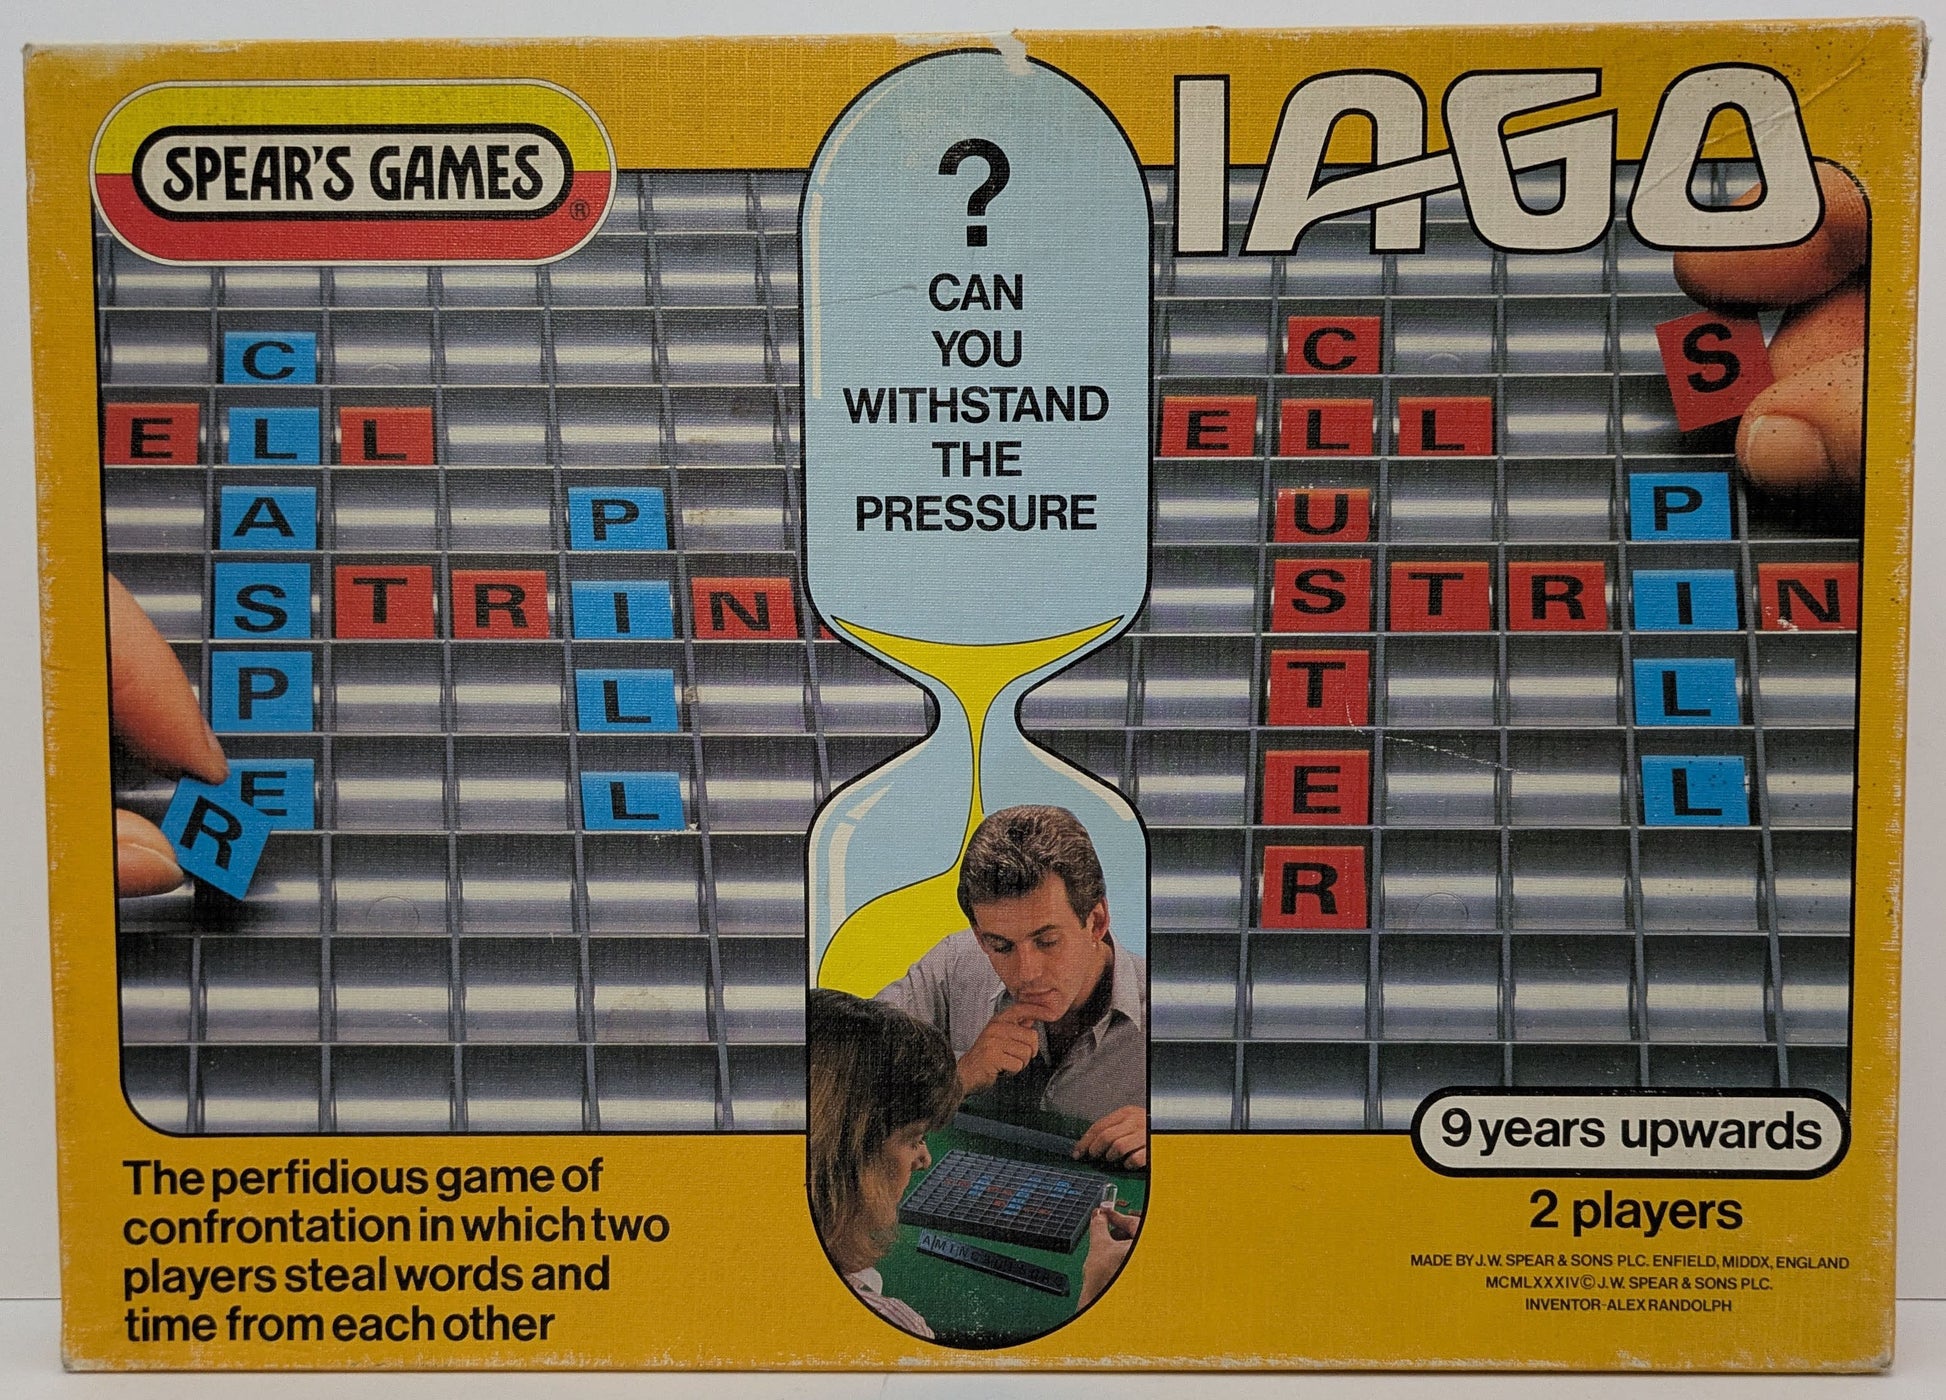 SPEAR'S GAMES ®
IAGO
?
CAN
YOU
WITHSTAND
THE
PRESSURE
C
E L L
A P
S T R I N
P L
E L
R
C
E L L
S
U P
S T R I N
T L
E L
R
The perfidious game of
confrontation in which two
players steal words and
time from each other
9 years upwards
2 players
MADE BY J.W. SPEAR & SONS PLC. ENFIELD, MIDDX, ENGLAND
MCMLXXXIV © J.W. SPEAR & SONS PLC.
INVENTOR-ALEX RANDOLPH